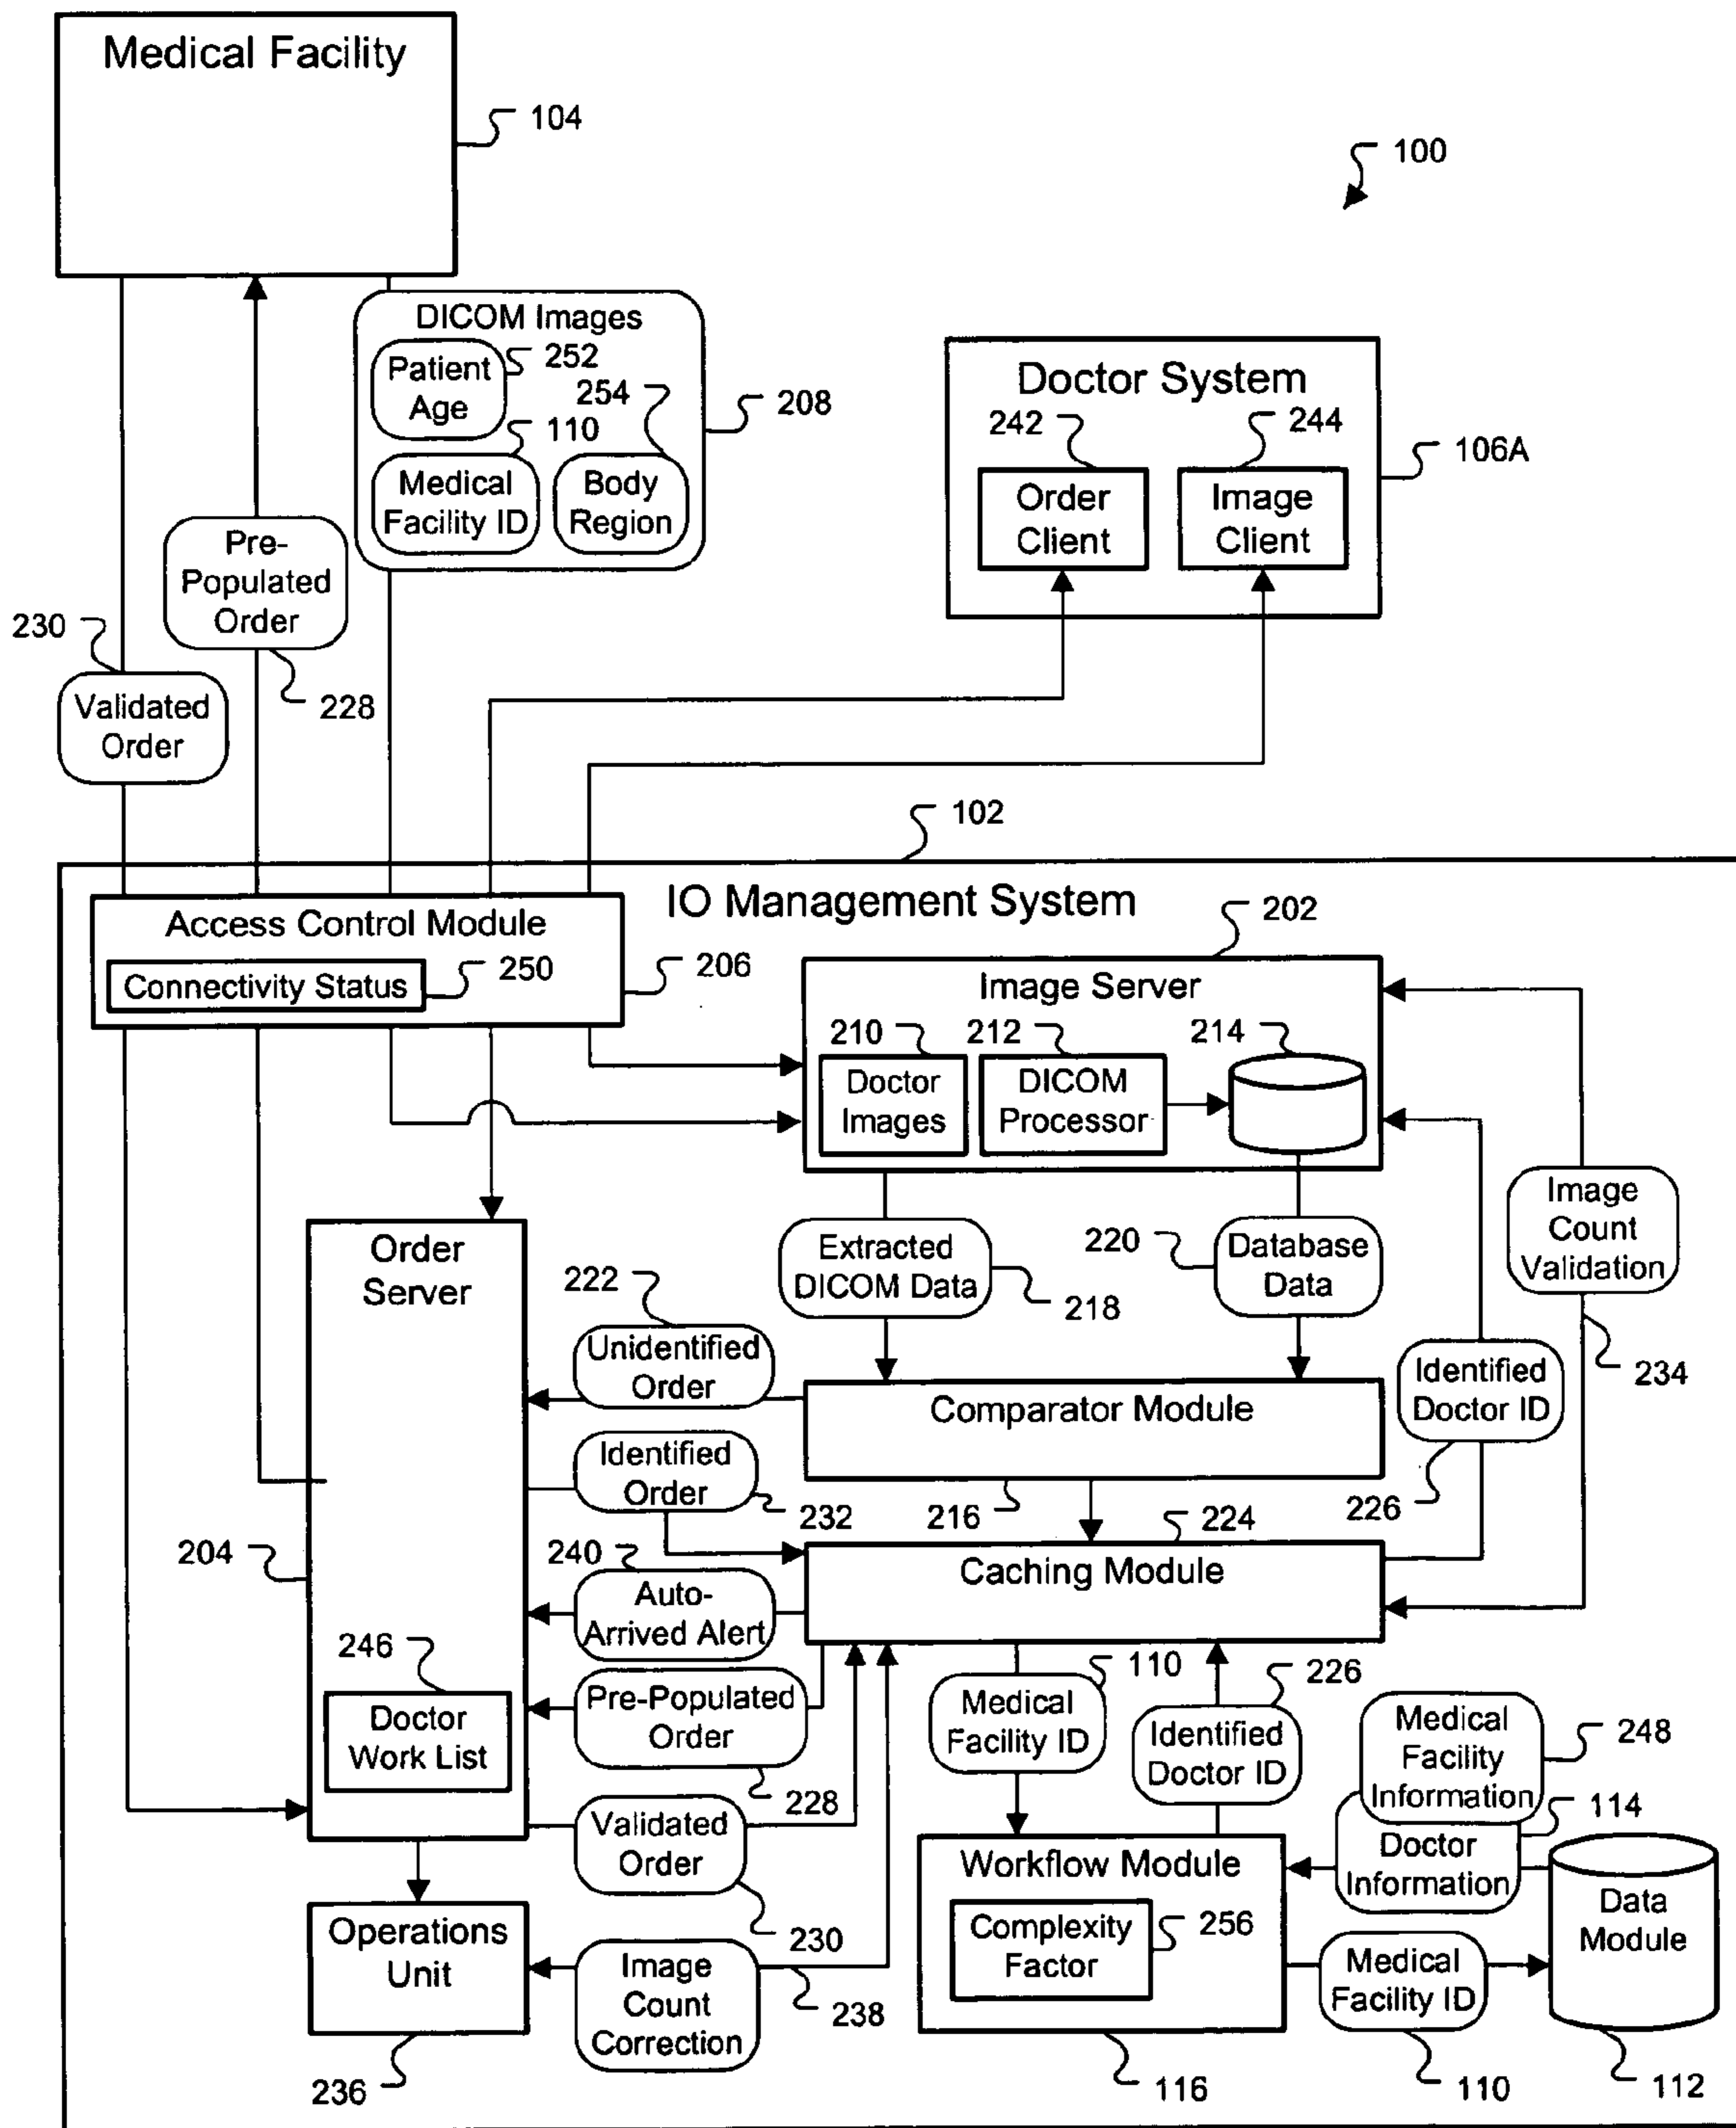 Medical Facility
104
100
DICOM Images
Patient
Age
252
254
110
Medical
Facility ID
Body
Region
208
Doctor System
242
244
Order
Client
Image
Client
106A
Pre-
Populated
Order
228
230
Validated
Order
102
IO Management System
Access Control Module
Connectivity Status
250
206
202
Image Server
210
212
214
Doctor
Images
DICOM
Processor
Order
Server
204
Extracted
DICOM Data
218
220
Database
Data
Image
Count
Validation
234
222
Unidentified
Order
Comparator Module
216
Identified
Doctor ID
226
Identified
Order
232
224
Caching Module
240
Auto-
Arrived Alert
246
Doctor
Work List
Pre-Populated
Order
228
Medical
Facility ID
110
Identified
Doctor ID
226
Medical
Facility
Information
248
Doctor
Information
114
Validated
Order
230
Workflow Module
Complexity
Factor
256
Data
Module
112
Operations
Unit
236
Image
Count
Correction
238
116
Medical
Facility ID
110